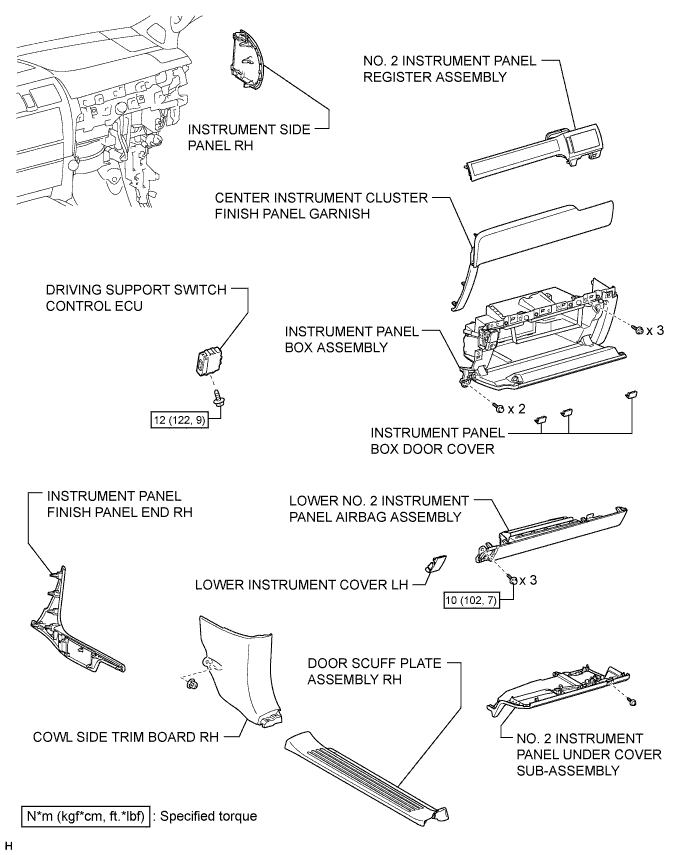 NO. 2 INSTRUMENT PANEL
REGISTER ASSEMBLY
INSTRUMENT SIDE
PANEL RH
CENTER INSTRUMENT CLUSTER
FINISH PANEL GARNISH
DRIVING SUPPORT SWITCH
CONTROL ECU
INSTRUMENT PANEL
BOX ASSEMBLY
x 3
x 2
12 (122, 9)
INSTRUMENT PANEL
BOX DOOR COVER
INSTRUMENT PANEL
FINISH PANEL END RH
LOWER NO. 2 INSTRUMENT
PANEL AIRBAG ASSEMBLY
LOWER INSTRUMENT COVER LH
x 3
10 (102, 7)
DOOR SCUFF PLATE
ASSEMBLY RH
COWL SIDE TRIM BOARD RH
NO. 2 INSTRUMENT
PANEL UNDER COVER
SUB-ASSEMBLY
N*m (kgf*cm, ft.*lbf) : Specified torque
H